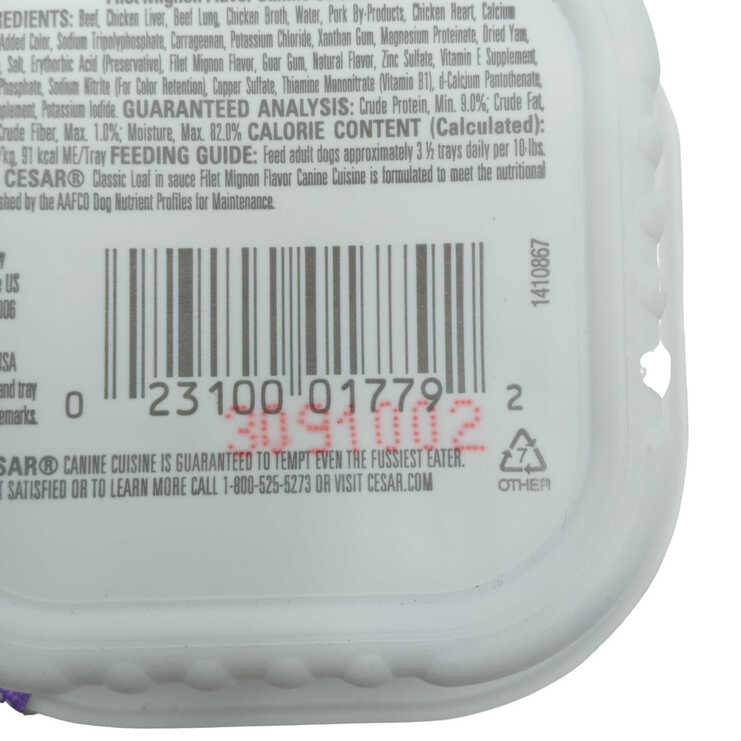 REDIENTS: Beef, Chicken Liver, Beef Lung, Chicken Broth, Water, Pork By-Products, Chicken Heart, Calcium
Added Color, Sodium Tripolyphosphate, Carrageenan, Potassium Chloride, Xanthan Gum, Magnesium Proteinate, Dried Yam,
, Salt, Erythorbic Acid (Preservative), Filet Mignon Flavor, Guar Gum, Natural Flavor, Zinc Sulfate, Vitamin E Supplement,
Phosphate, Sodium Nitrite (For Color Retention), Copper Sulfate, Thiamine Mononitrate (Vitamin B1), d-Calcium Pantothenate,
plement, Potassium Iodide. GUARANTEED ANALYSIS: Crude Protein, Min. 9.0%; Crude Fat,
Crude Fiber, Max. 1.0%; Moisture, Max. 82.0% CALORIE CONTENT (Calculated):
/kg, 91 kcal ME/Tray FEEDING GUIDE: Feed adult dogs approximately 3 ½ trays daily per 10 lbs.
CESAR® Classic Loaf in sauce Filet Mignon Flavor Canine Cuisine is formulated to meet the nutritional
shed by the AAFCO Dog Nutrient Profiles for Maintenance.
y
e US
006
USA
and tray
emarks.
1410867
0 23100 01779 2
3091002
7
OTHER
SAR® CANINE CUISINE IS GUARANTEED TO TEMPT EVEN THE FUSSIEST EATER.
T SATISFIED OR TO LEARN MORE CALL 1-800-525-5273 OR VISIT CESAR.COM